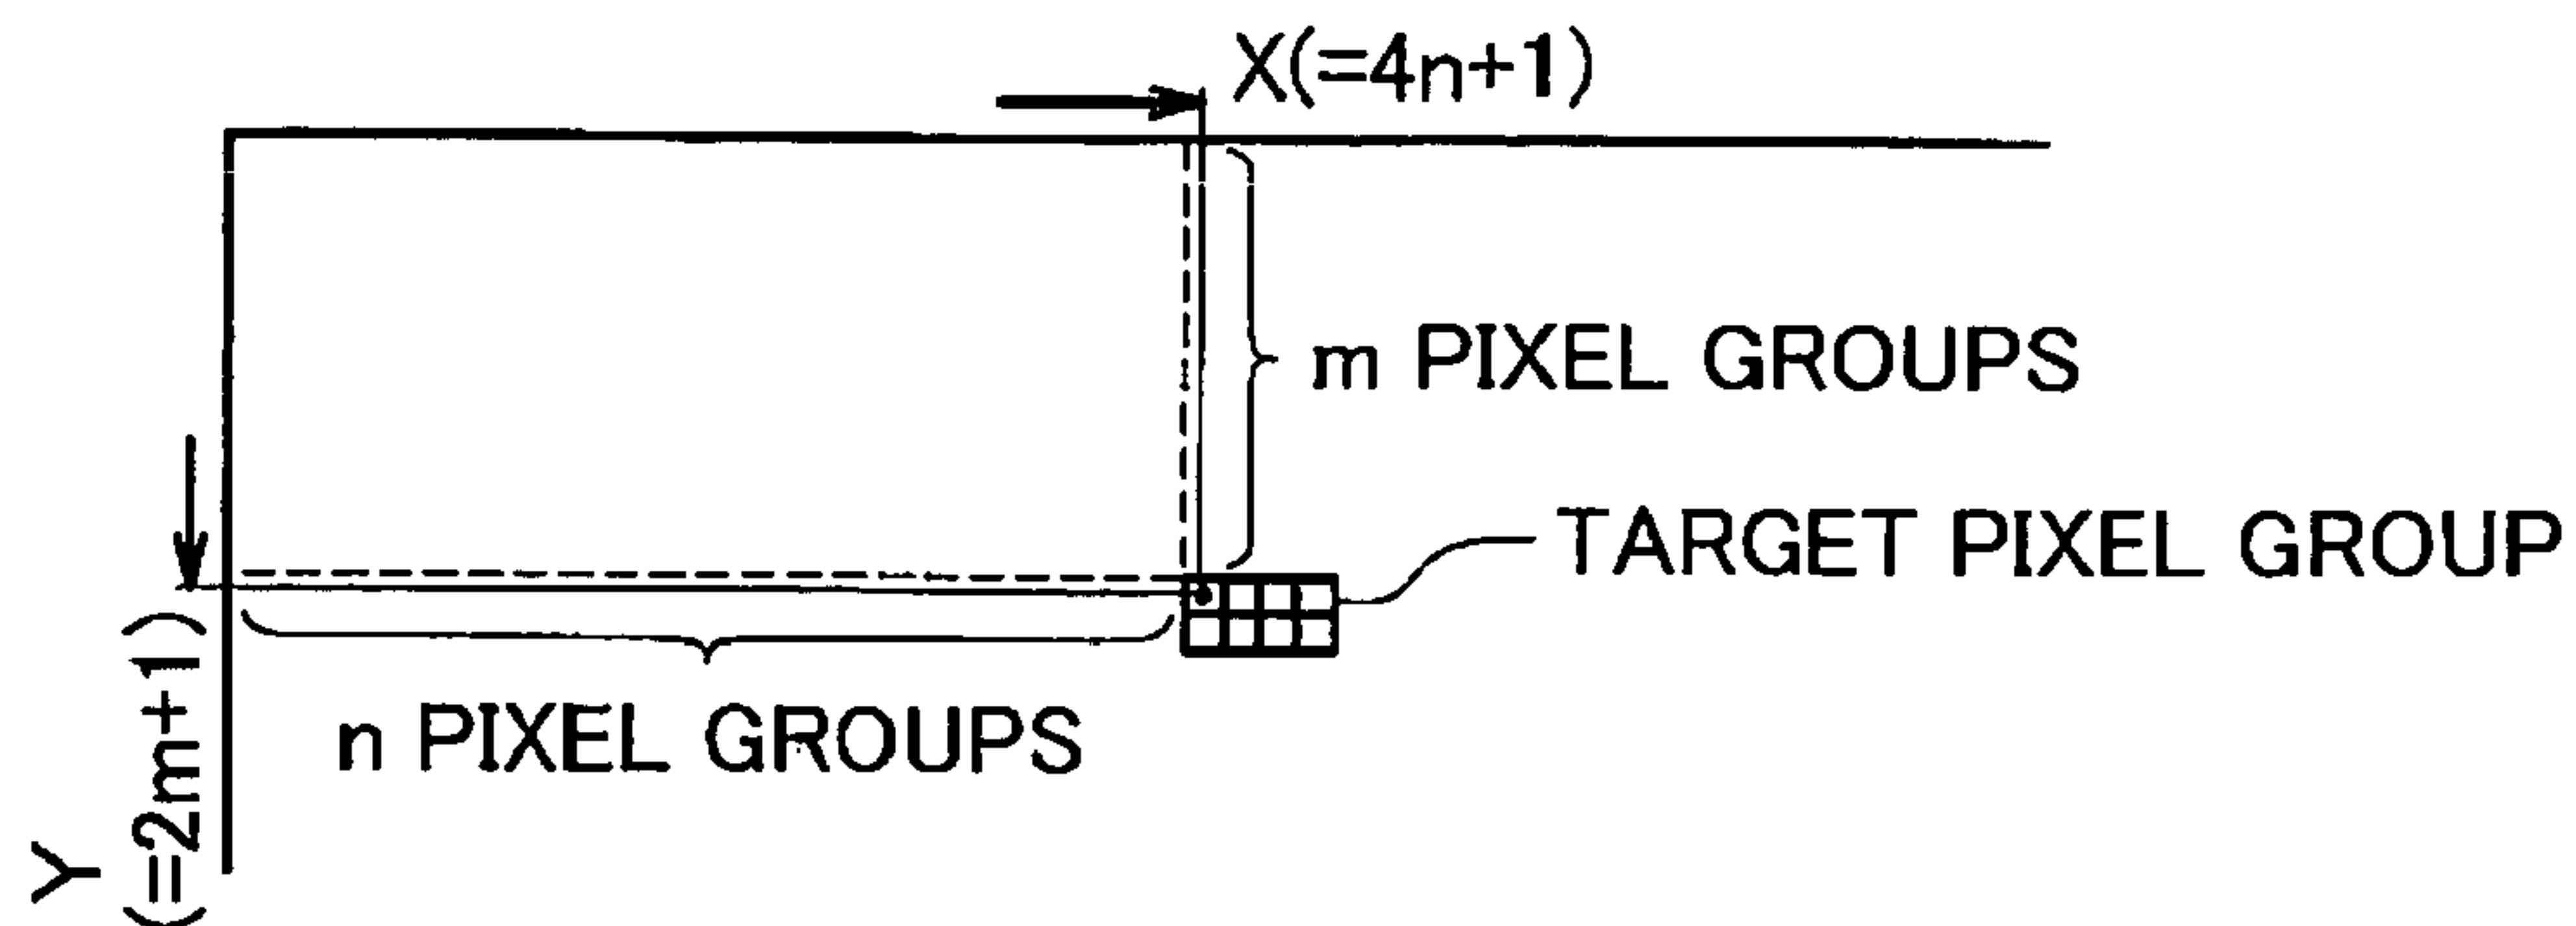 X(=4n+1)
m PIXEL GROUPS
TARGET PIXEL GROUP
n PIXEL GROUPS
Y
(=2m+1)